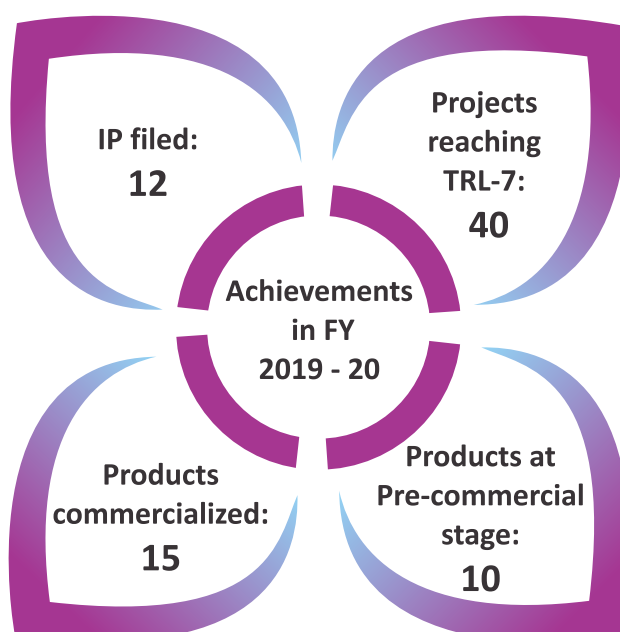 IP filed:
12
Projects
reaching
TRL-7:
40
Achievements
in FY
2019 - 20
Products
commercialized:
15
Products at
Pre-commercial
stage:
10